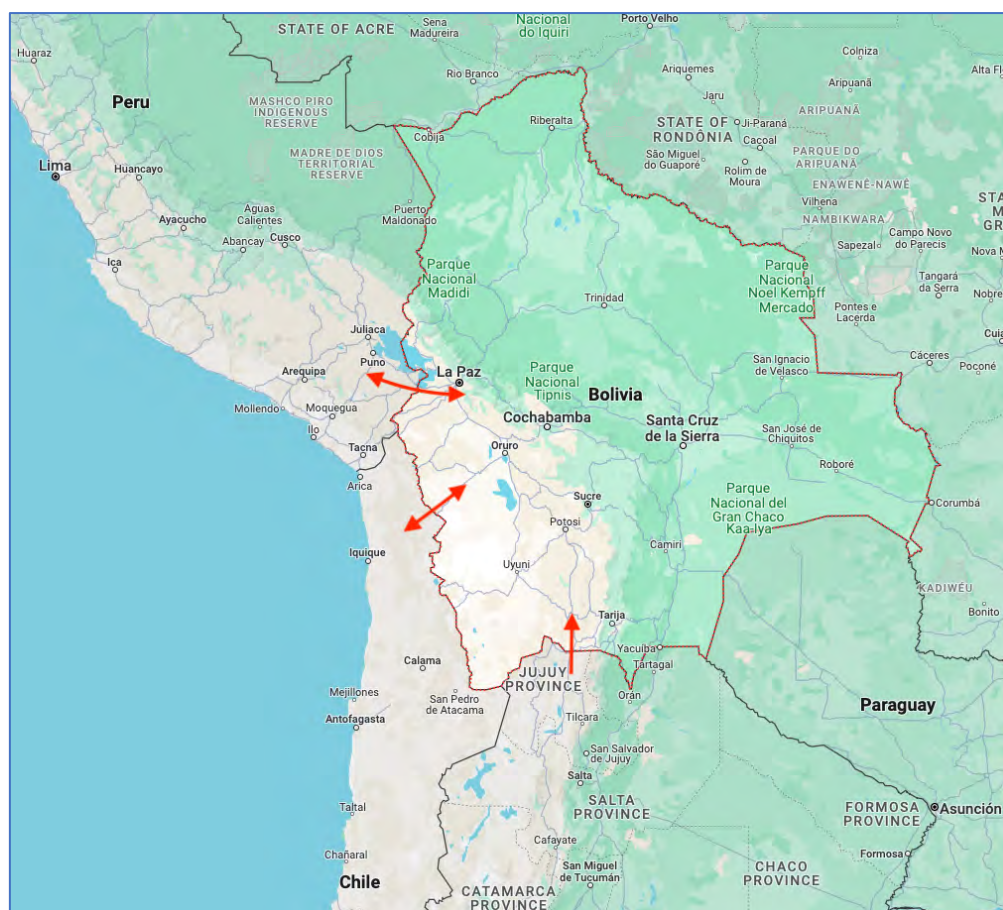 Nacional
do Iquiri
Porto Velho
STATE OF ACRE
Sena
Madureira
Colniza
Huaraz
Rio Branco
Ariquemes
Alta Fl
Aripuanã
Peru
MASHCO PIRO
INDIGENOUS
RESERVE
Jaru
ARIPUANÃ
Riberalta
STATE OF
RONDÔNIA
Ji-Paraná
Cobija
Cacoal
PARQUE DO
ARIPUANÃ
MADRE DE DIOS
TERRITORIAL
RESERVE
São Miguel
do Guaporé
Rolim de
Moura
Lima
Huancayo
ENAWENÊ-NAWÊ
Vilhena
STA
M
GR
Puerto
Maldonado
NAMBIKWARA
Aguas
Calientes
Ayacucho
Cusco
Abancay
Sapezal
Campo Novo
do Parecis
Nova M
Ica
Parque
Nacional
Madidi
Parque
Nacional
Noel Kempff
Mercado
Tangará
da Serra
Trinidad
Nobre
Pontes e
Lacerda
Juliaca
Cuia
Puno
San Ignacio
de Velasco
Cáceres
Arequipa
La Paz
Parque
Nacional
Tipnis
Poconé
Bolivia
Mollendo
Moquegua
Cochabamba
Santa Cruz
de la Sierra
Ilo
San José de
Chiquitos
Tacna
Oruro
Roboré
Arica
Parque
Nacional del
Gran Chaco
Kaa-Iya
Sucre
Corumbá
Potosi
Iquique
Camiri
Uyuni
KADIWÉU
Bonito
Tarija
Yacuiba
Tartagal
Calama
JUJUY
PROVINCE
Mejillones
San Pedro
de Atacama
Orán
Paraguay
Antofagasta
Tilcara
San Salvador
de Jujuy
Salta
Taltal
SALTA
PROVINCE
FORMOSA
PROVINCE
Asunción
Cafayate
Chañaral
Formosa
San Miguel
de Tucumán
CHACO
PROVINCE
Chile
CATAMARCA
PROVINCE